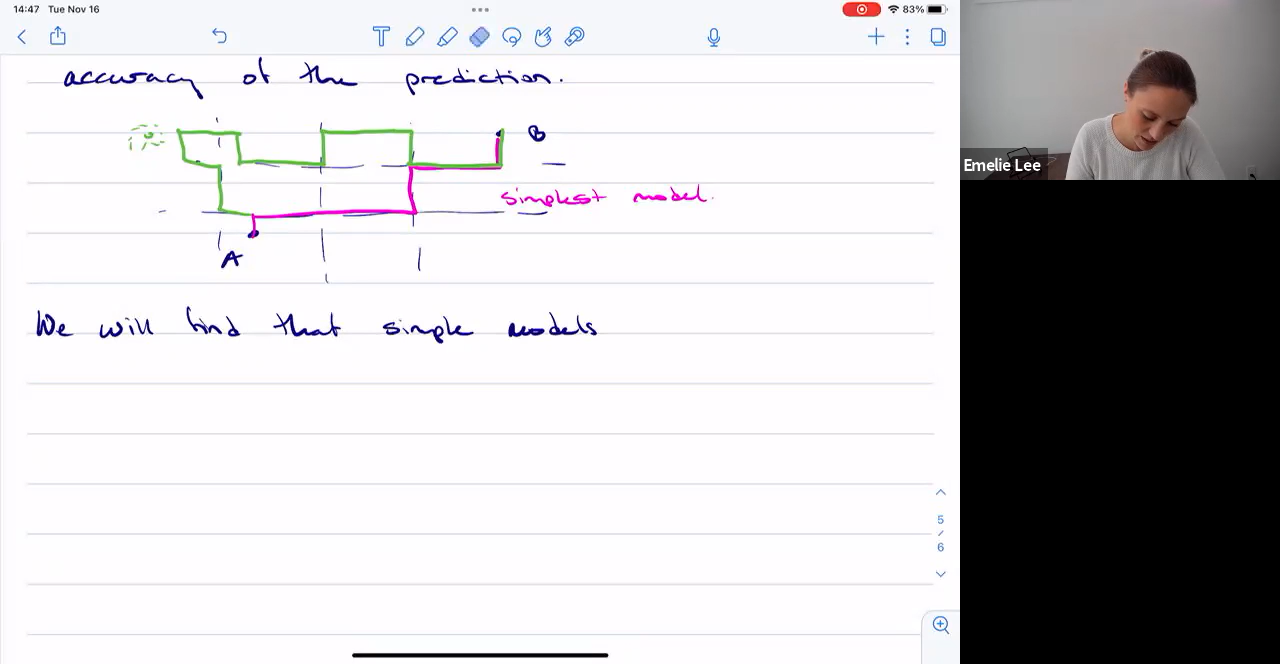 14:47 Tue Nov 16
83%
accuracy of the prediction.
B
Emelie Lee
simplest model.
A
We will find that simple models
5
6